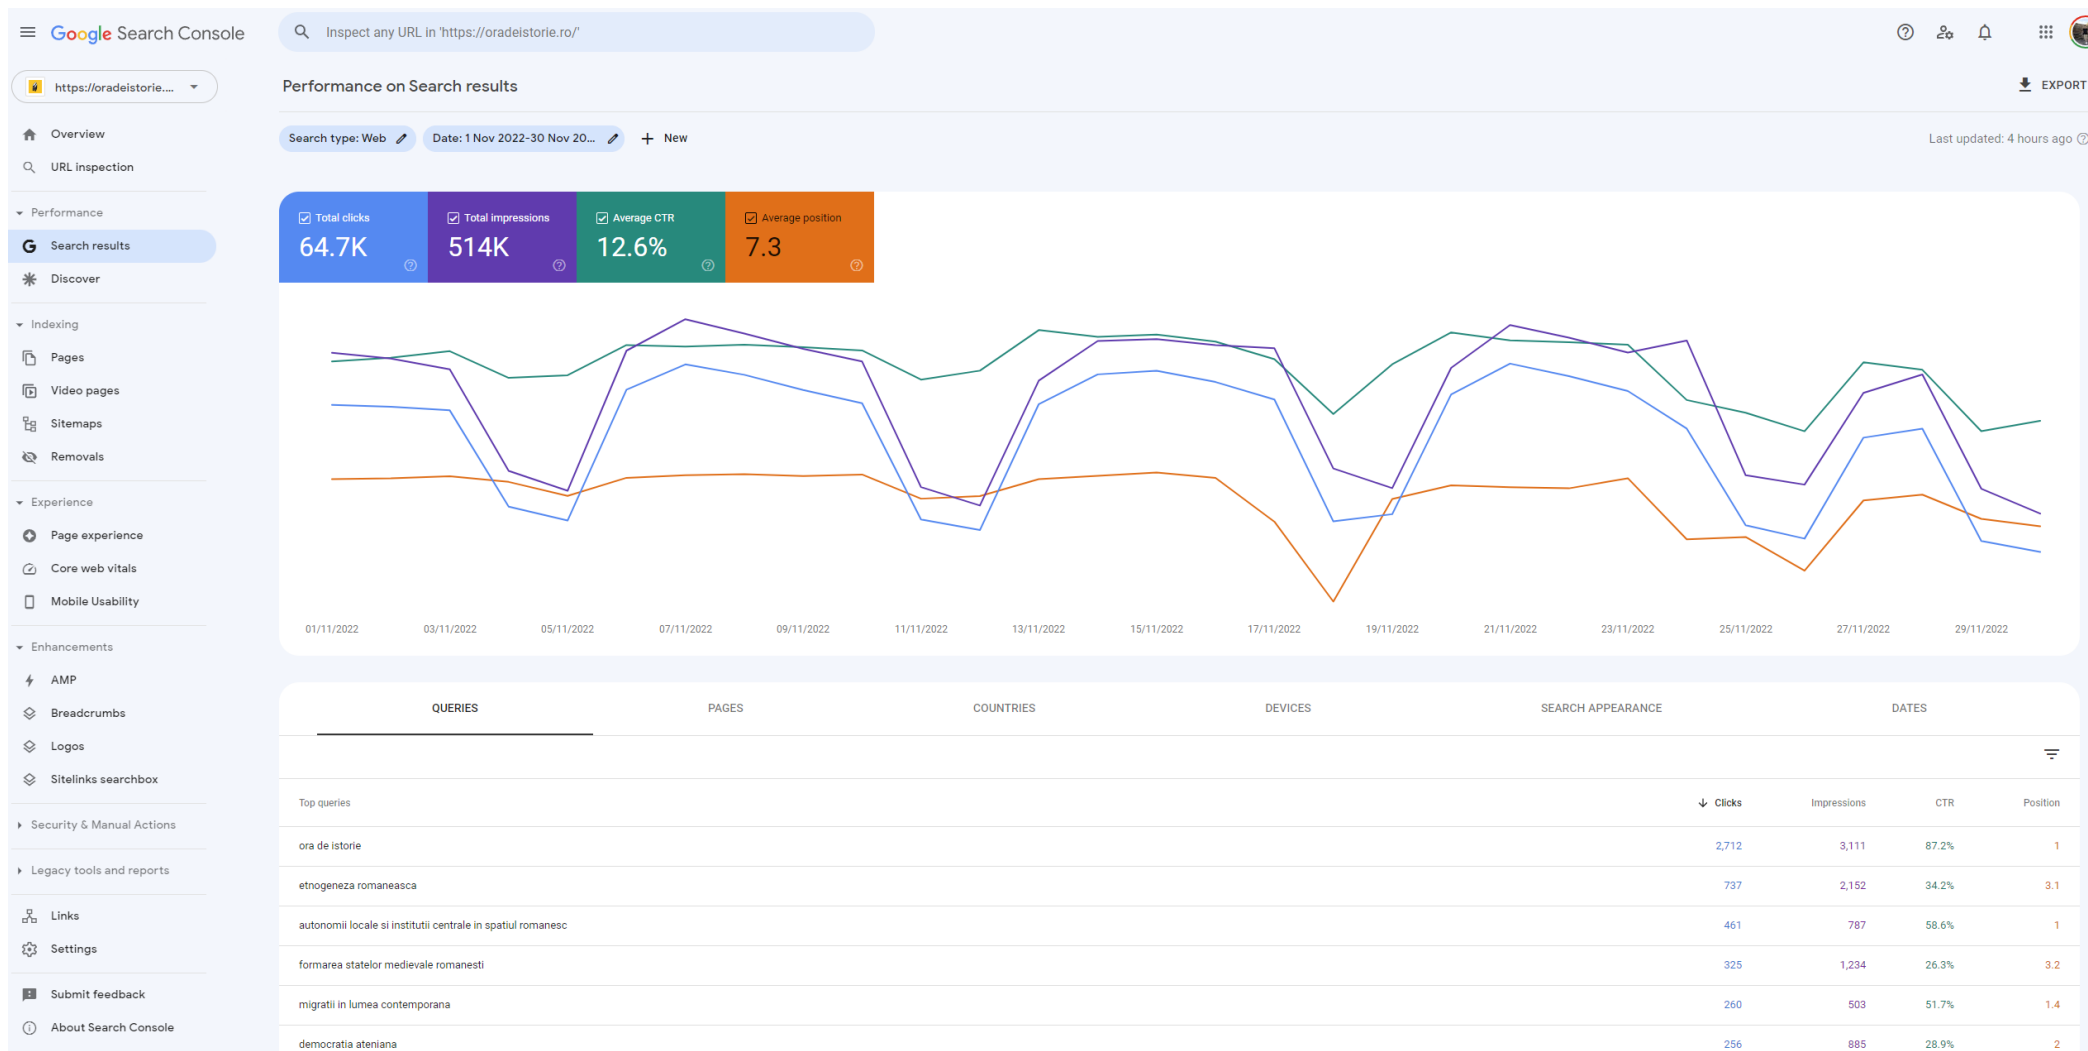 Google Search Console
Inspect any URL in 'https://oradeistorie.ro/'
https://oradeistorie....
Performance on Search results
EXPORT
Overview
URL inspection
Search type: Web
Date: 1 Nov 2022-30 Nov 20...
New
Last updated: 4 hours ago
Performance
Search results
Discover
Indexing
Pages
Video pages
Sitemaps
Removals
Experience
Page experience
Core web vitals
Mobile Usability
Enhancements
AMP
Breadcrumbs
Logos
Sitelinks searchbox
Security & Manual Actions
Legacy tools and reports
Links
Settings
Submit feedback
About Search Console
Total clicks
64.7K
Total impressions
514K
Average CTR
12.6%
Average position
7.3
01/11/2022 03/11/2022 05/11/2022 07/11/2022 09/11/2022 11/11/2022 13/11/2022 15/11/2022 17/11/2022 19/11/2022 21/11/2022 23/11/2022 25/11/2022 27/11/2022 29/11/2022
QUERIES PAGES COUNTRIES DEVICES SEARCH APPEARANCE DATES
Top queries Clicks Impressions CTR Position
ora de istorie 2,712 3,111 87.2% 1
etnogeneza romaneasca 737 2,152 34.2% 3.1
autonomii locale si institutii centrale in spatiul romanesc 461 787 58.6% 1
formarea statelor medievale romanesti 325 1,234 26.3% 3.2
migratii in lumea contemporana 260 503 51.7% 1.4
democratia ateniana 256 885 28.9% 2